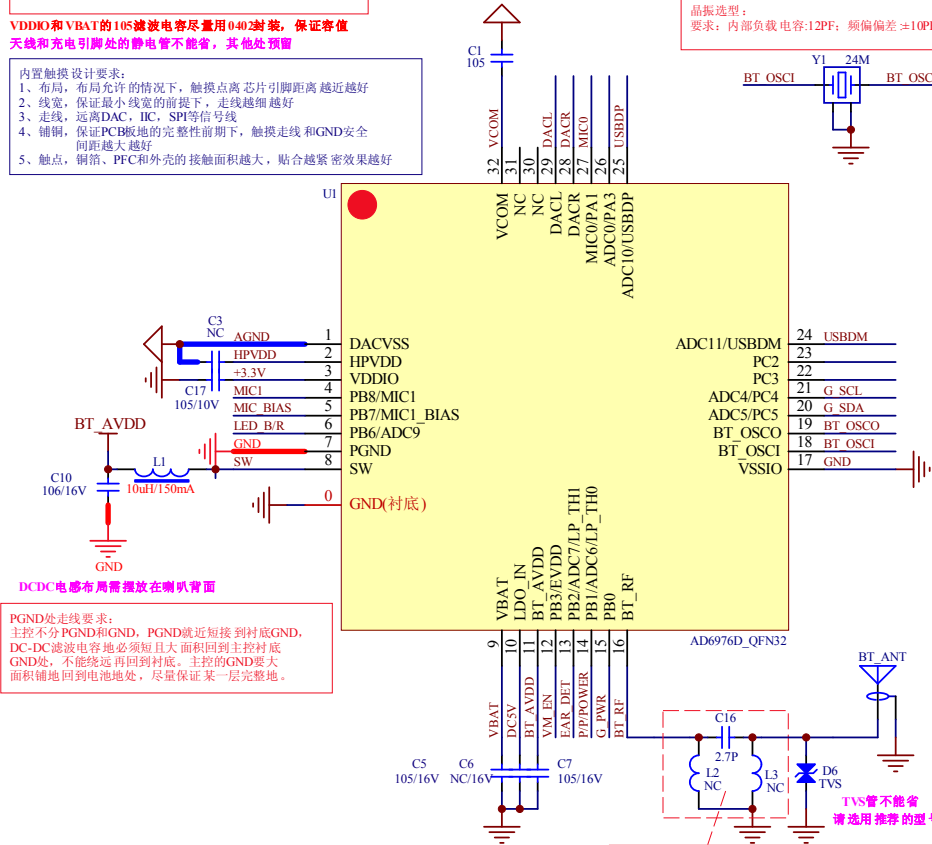 VDDIO和VBAT的105滤波电容尽量用0402封装，保证容值
天线和充电引脚处的静电管不能省，其他处预留
内置触摸设计要求:
1、布局，布局允许的情况下，触摸点离芯片引脚距离越近越好
2、线宽，保证最小线宽的前提下，走线越细越好
3、走线，远离DAC，IIC，SPI等信号线
4、铺铜，保证PCB板地的完整性前期下，触摸走线和GND安全
间距越大越好
5、触点，铜箔、PFC和外壳的接触面积越大，贴合越紧密效果越好
晶振选型：
要求：内部负载电容:12PF；频偏偏差:±10P
Y1 24M
BT_OSCI
C1
105
VCOM
DACL
DACR
MIC0
USBDP
32
31
30
29
28
27
26
25
U1
VCOM
NC
NC
DACL
DACR
MIC0/PA1
ADC0/PA3
ADC10/USBDP
C3
NC
AGND 1 DACVSS
HPVDD 2 HPVDD
+3.3V 3 VDDIO
C17
105/10V
MIC1 4 PB8/MIC1
MIC_BIAS 5 PB7/MIC1_BIAS
LED_B/R 6 PB6/ADC9
GND 7 PGND
SW 8 SW
0 GND(衬底)
BT_AVDD
L1
10uH/150mA
C10
106/16V
GND
ADC11/USBDM 24 USBDM
PC2 23
PC3 22
ADC4/PC4 21 G_SCL
ADC5/PC5 20 G_SDA
BT_OSCO 19 BT_OSCO
BT_OSCI 18 BT_OSCI
VSSIO 17 GND
DCDC电感布局需摆放在喇叭背面
PGND处走线要求:
主控不分PGND和GND，PGND就近短接到衬底GND，
DC-DC滤波电容地必须短且大面积回到主控衬底
GND处，不能绕远再回到衬底。主控的GND要大
面积铺地回到电池地处，尽量保证某一层完整地。
VBAT
LDO_IN
BT_AVDD
PB3/EVDD
PB2/ADC7/LP_TH1
PB1/ADC6/LP_TH0
PB0
BT_RF
9
10
11
12
13
14
15
16
AD6976D_QFN32
VBAT
DC5V
BT_AVDD
VM_EN
EAR_DET
P/P/POWER
G_PWR
BT_RF
C5
105/16V
C6
NC/16V
C7
105/16V
BT_ANT
C16
2.7P
L2
NC
L3
NC
D6
TVS
TVS管不能省
请选用推荐的型